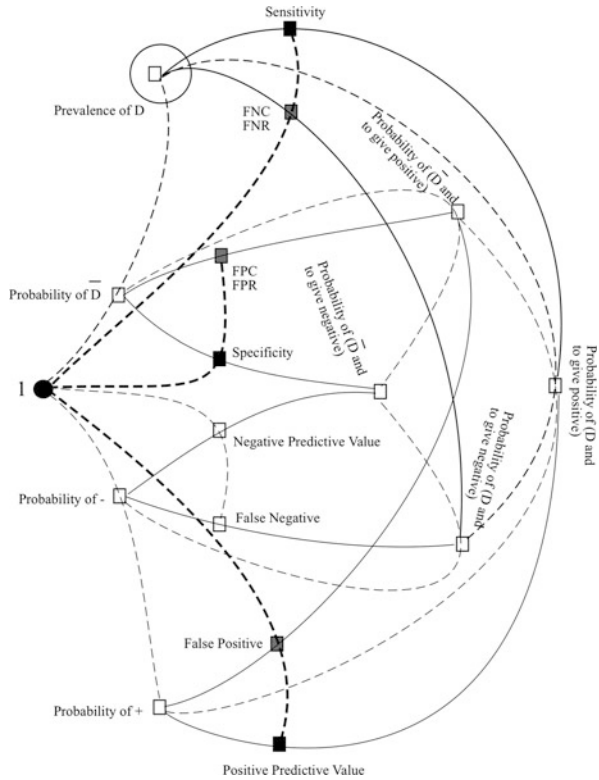 Sensitivity
Prevalence of D
FNC
FNR
Probability of (D̅ and
to give positive)
FPC
FPR
Probability of D̅
Probability of (D̅ and
to give negative)
Specificity
1
Probability of (D and
to give positive)
Negative Predictive Value
Probability of (D and
to give negative)
Probability of -
False Negative
False Positive
Probability of +
Positive Predictive Value